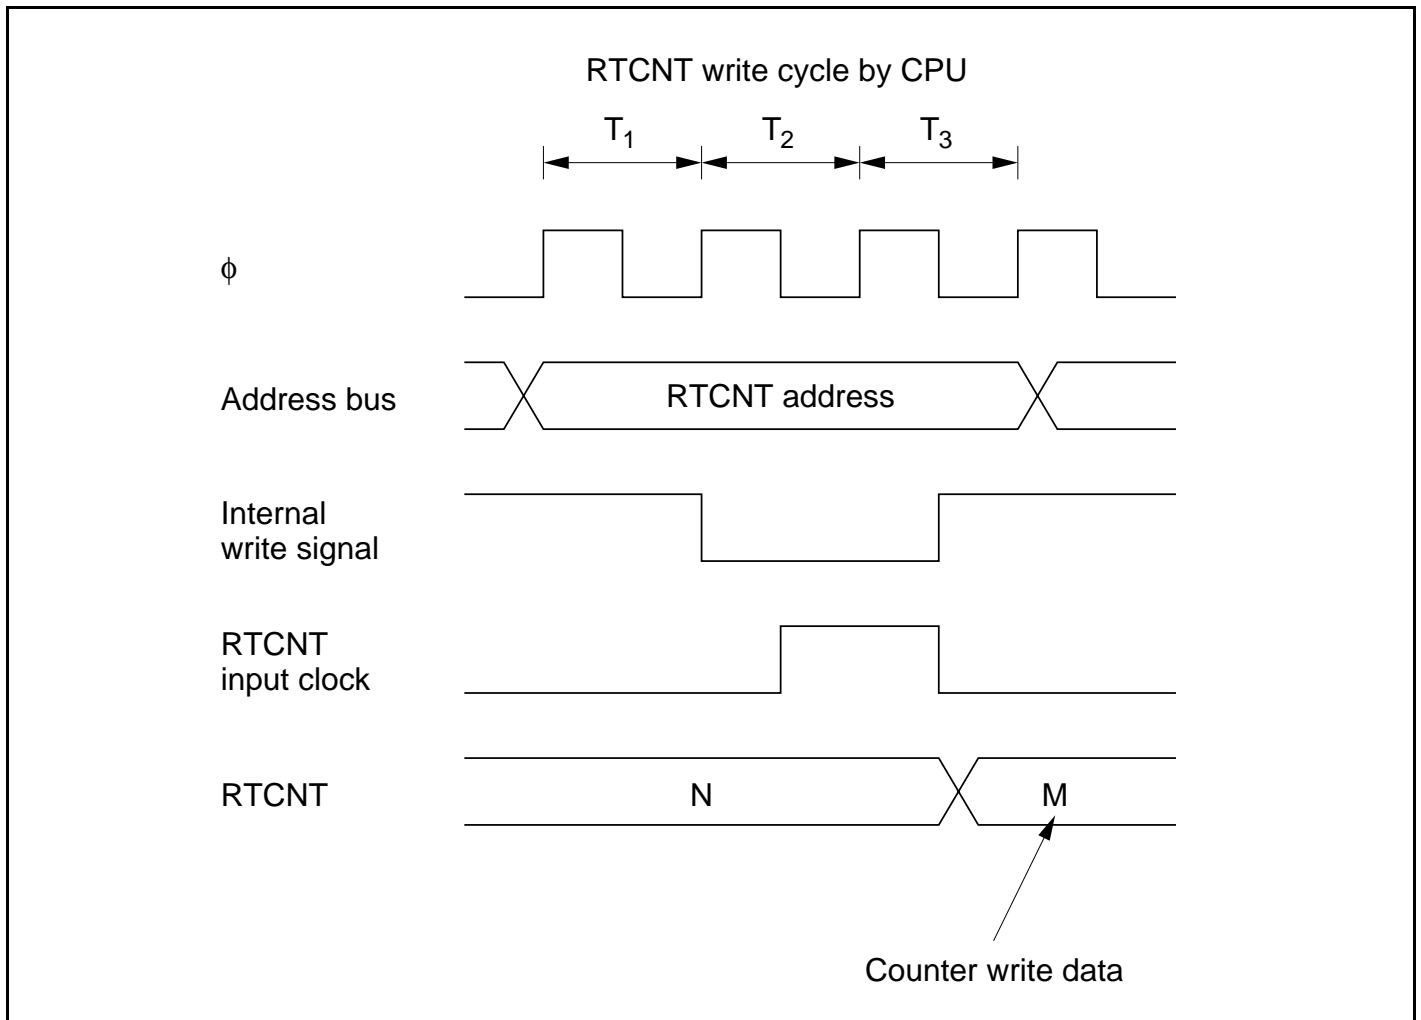 RTCNT write cycle by CPU
T1 T2 T3
ϕ
Address bus
RTCNT address
Internal
write signal
RTCNT
input clock
RTCNT
N
M
Counter write data